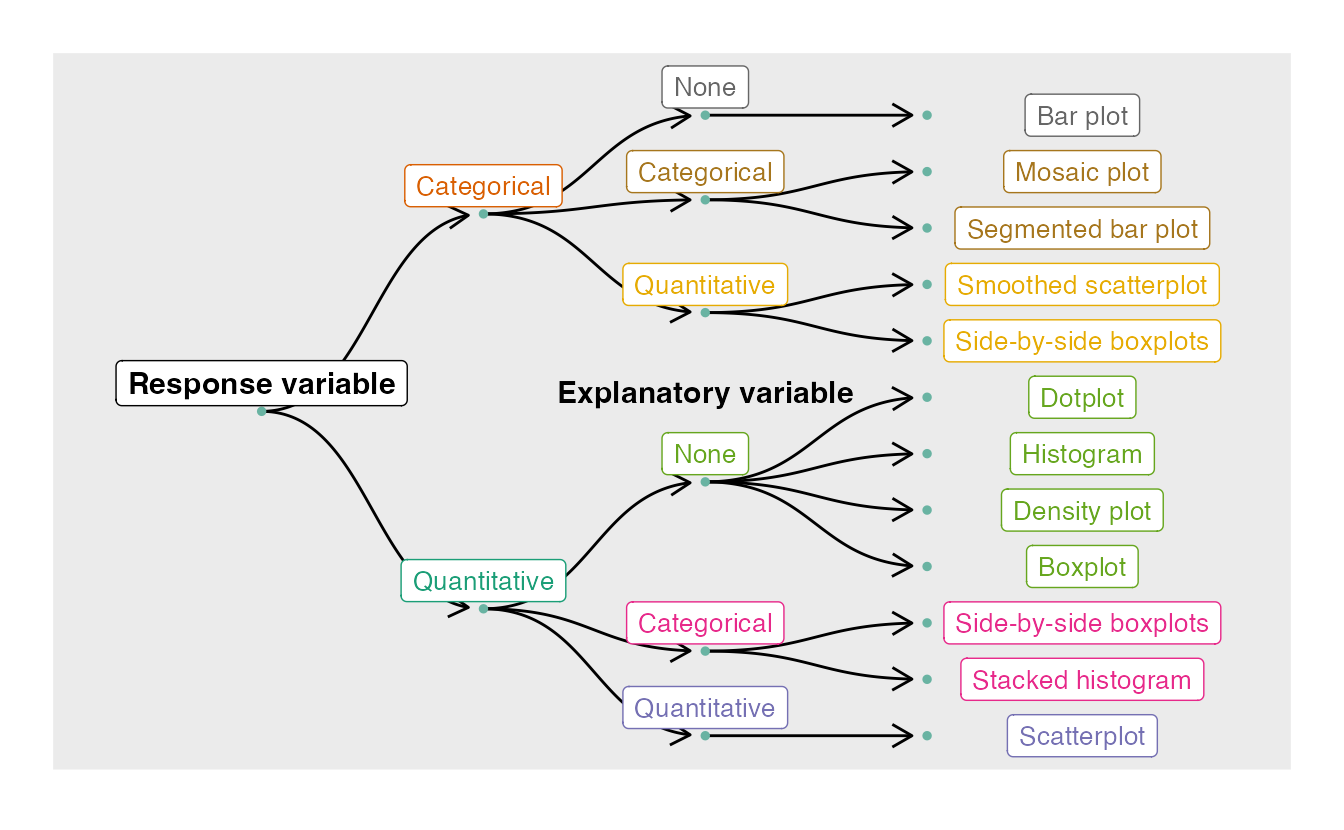 None
Bar plot
Categorical
Categorical
Mosaic plot
Segmented bar plot
Quantitative
Smoothed scatterplot
Side-by-side boxplots
Response variable
Explanatory variable
Dotplot
None
Histogram
Density plot
Boxplot
Quantitative
Categorical
Side-by-side boxplots
Stacked histogram
Quantitative
Scatterplot